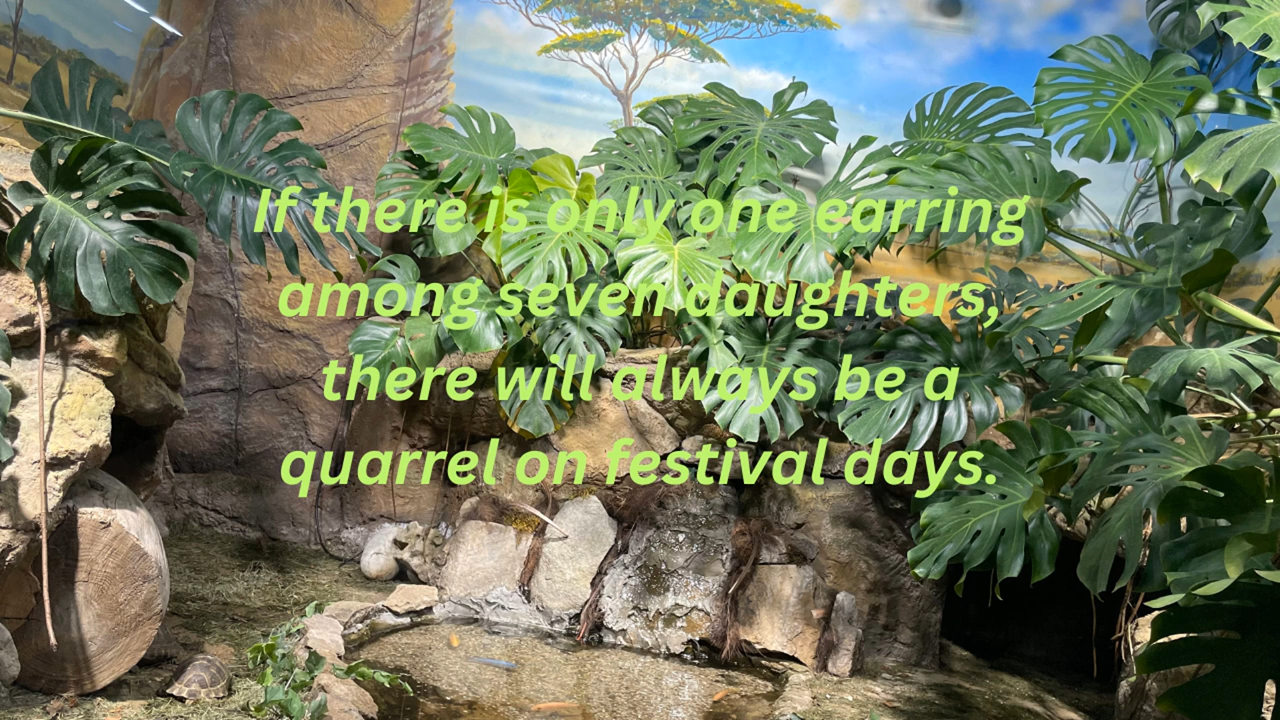 If there is only one earring
among seven daughters,
there will always be a
quarrel on festival days.